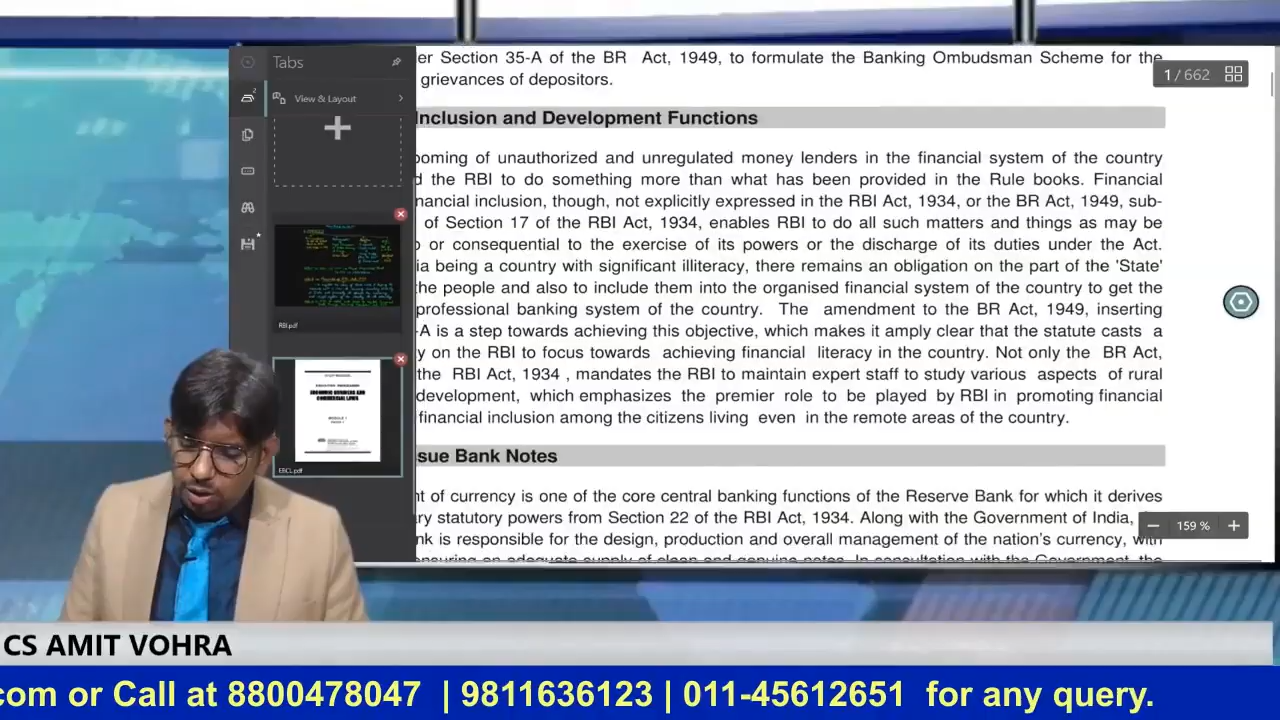 Tabs
View & Layout
RBI.pdf
EBCL.pdf
er Section 35-A of the BR Act, 1949, to formulate the Banking Ombudsman Scheme for the
grievances of depositors.
1 / 662
Inclusion and Development Functions
ooming of unauthorized and unregulated money lenders in the financial system of the country
d the RBI to do something more than what has been provided in the Rule books. Financial
nancial inclusion, though, not explicitly expressed in the RBI Act, 1934, or the BR Act, 1949, sub-
of Section 17 of the RBI Act, 1934, enables RBI to do all such matters and things as may be
o or consequential to the exercise of its powers or the discharge of its duties under the Act.
ia being a country with significant illiteracy, there remains an obligation on the part of the 'State'
the people and also to include them into the organised financial system of the country to get the
professional banking system of the country. The amendment to the BR Act, 1949, inserting
-A is a step towards achieving this objective, which makes it amply clear that the statute casts a
y on the RBI to focus towards achieving financial literacy in the country. Not only the BR Act,
the RBI Act, 1934 , mandates the RBI to maintain expert staff to study various aspects of rural
development, which emphasizes the premier role to be played by RBI in promoting financial
financial inclusion among the citizens living even in the remote areas of the country.
sue Bank Notes
nt of currency is one of the core central banking functions of the Reserve Bank for which it derives
ry statutory powers from Section 22 of the RBI Act, 1934. Along with the Government of India,
nk is responsible for the design, production and overall management of the nation's currency, with
ensuring an adequate supply of clean and genuine notes. In consultation with the Government, the
159 %
CS AMIT VOHRA
.com or Call at 8800478047 | 9811636123 | 011-45612651 for any query.